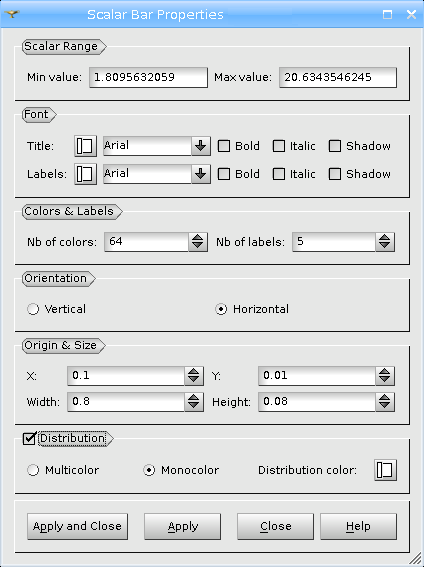 Scalar Bar Properties
Scalar Range
Min value: 1.8095632059 Max value: 20.6343546245
Font
Title: Arial Bold Italic Shadow
Labels: Arial Bold Italic Shadow
Colors & Labels
Nb of colors: 64 Nb of labels: 5
Orientation
Vertical Horizontal
Origin & Size
X: 0.1 Y: 0.01
Width: 0.8 Height: 0.08
Distribution
Multicolor Monocolor Distribution color:
Apply and Close Apply Close Help